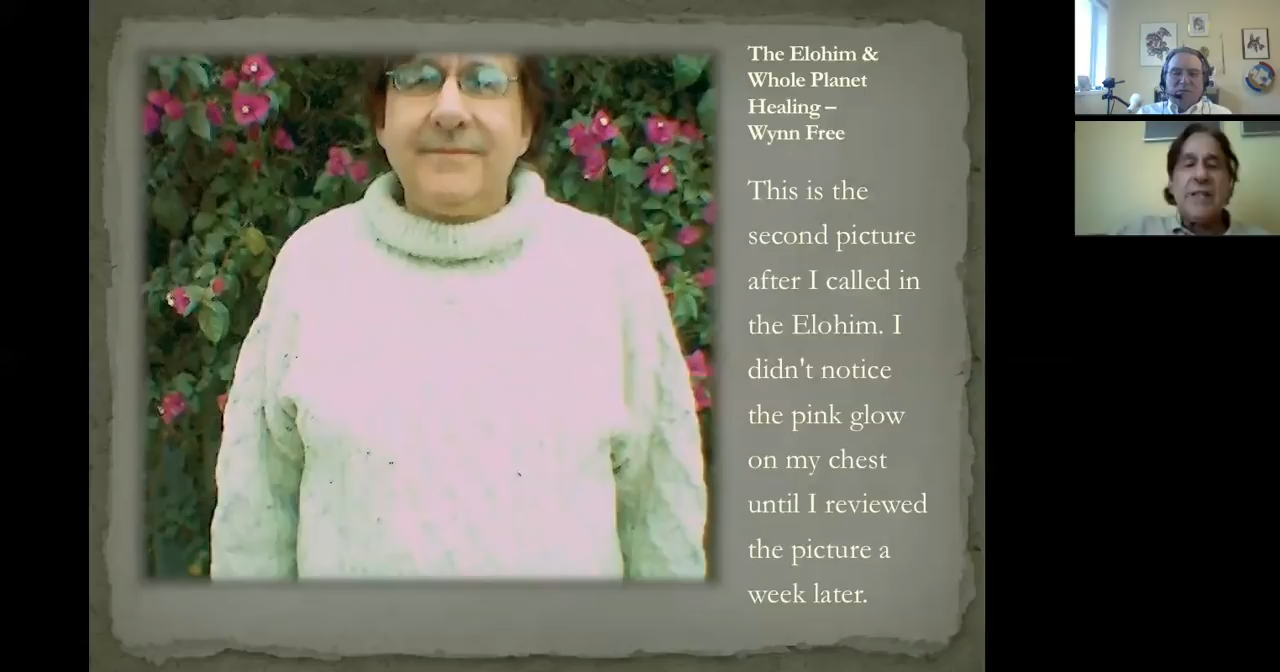 The Elohim &
Whole Planet
Healing –
Wynn Free
This is the
second picture
after I called in
the Elohim. I
didn't notice
the pink glow
on my chest
until I reviewed
the picture a
week later.